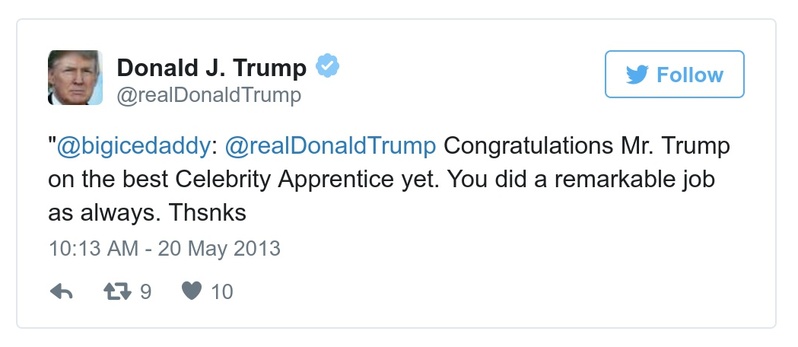 Donald J. Trump
@realDonaldTrump
Follow
"@bigicedaddy: @realDonaldTrump Congratulations Mr. Trump
on the best Celebrity Apprentice yet. You did a remarkable job
as always. Thsnks
10:13 AM - 20 May 2013
9 10